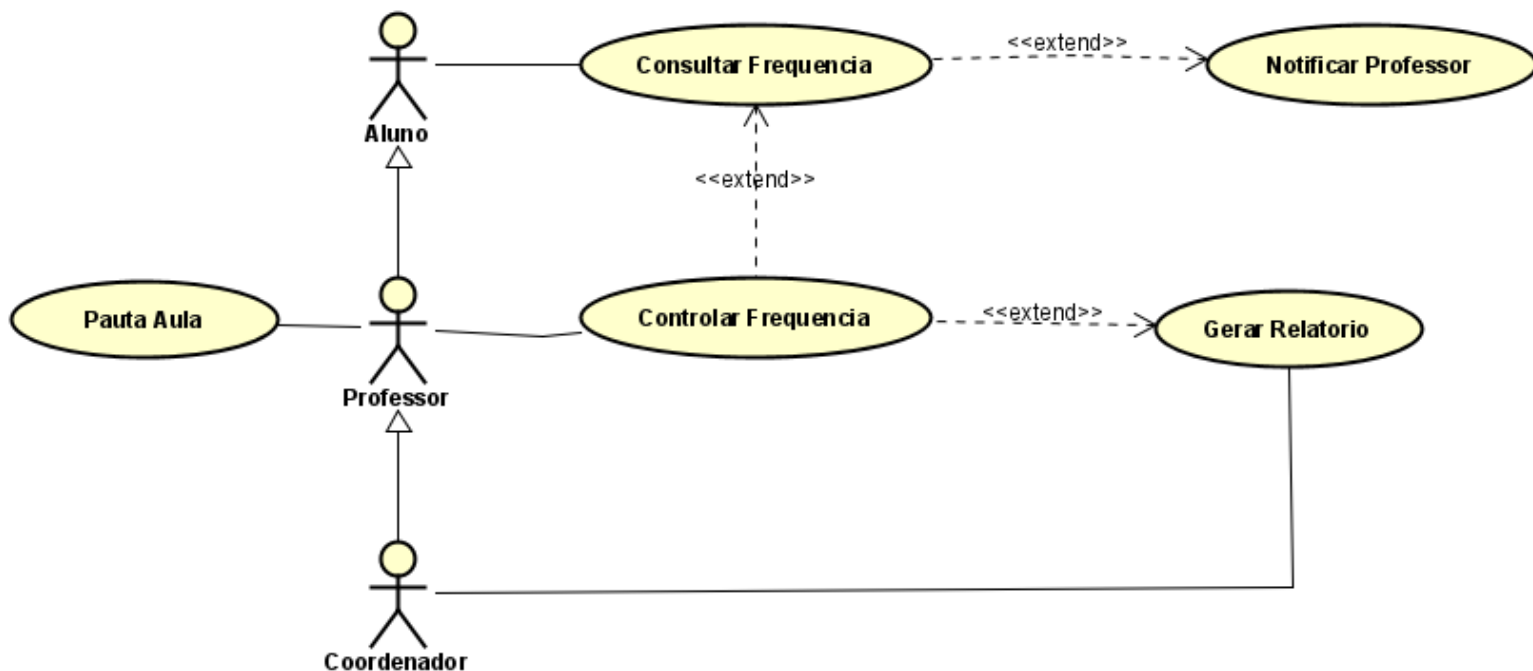 Consultar Frequencia
<<extend>>
Notificar Professor
Aluno
<<extend>>
Pauta Aula
Controlar Frequencia
<<extend>>
Gerar Relatorio
Professor
Coordenador